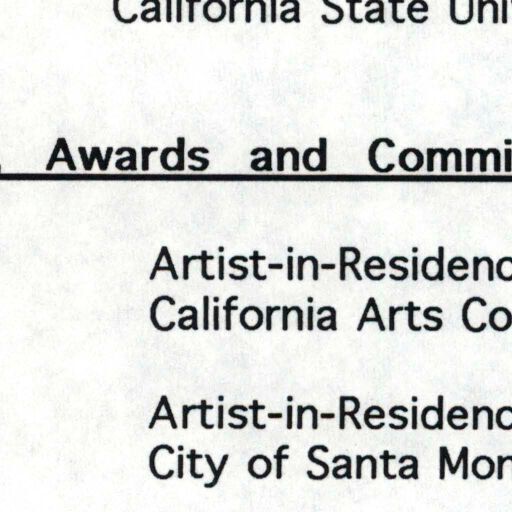 California State Uni
Awards and Commi
Artist-in-Residenc
California Arts Co
Artist-in-Residenc
City of Santa Mon